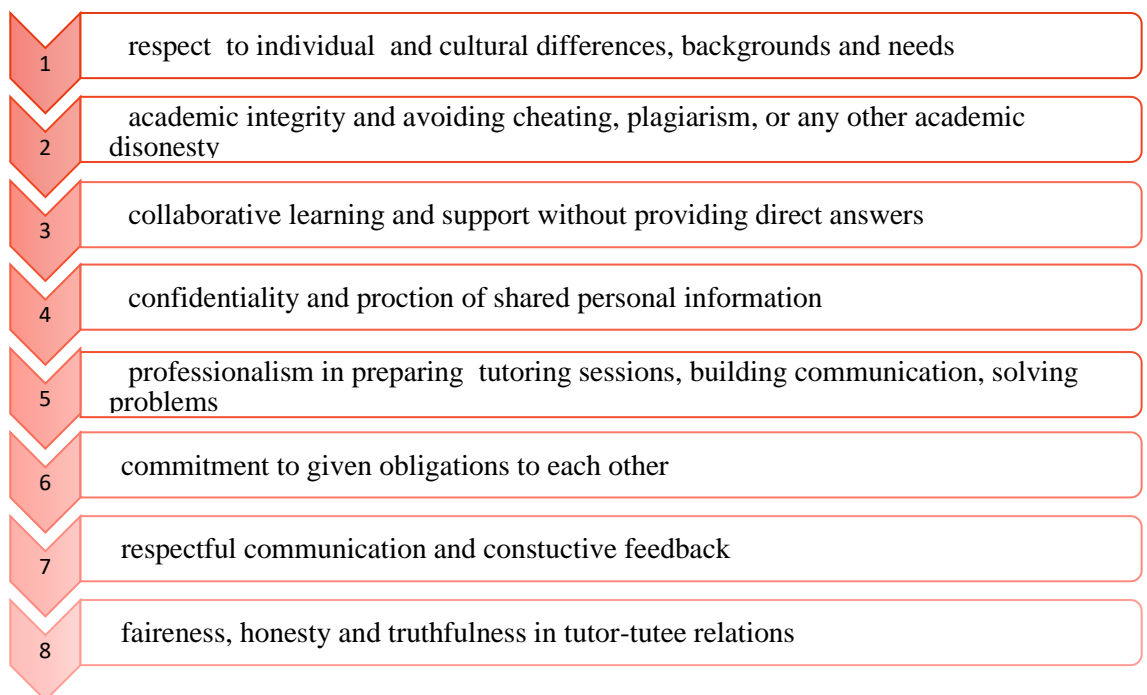 1
respect to individual and cultural differences, backgrounds and needs
2
academic integrity and avoiding cheating, plagiarism, or any other academic
disonesty
3
collaborative learning and support without providing direct answers
4
confidentiality and proction of shared personal information
5
professionalism in preparing tutoring sessions, building communication, solving
problems
6
commitment to given obligations to each other
7
respectful communication and constuctive feedback
8
faireness, honesty and truthfulness in tutor-tutee relations